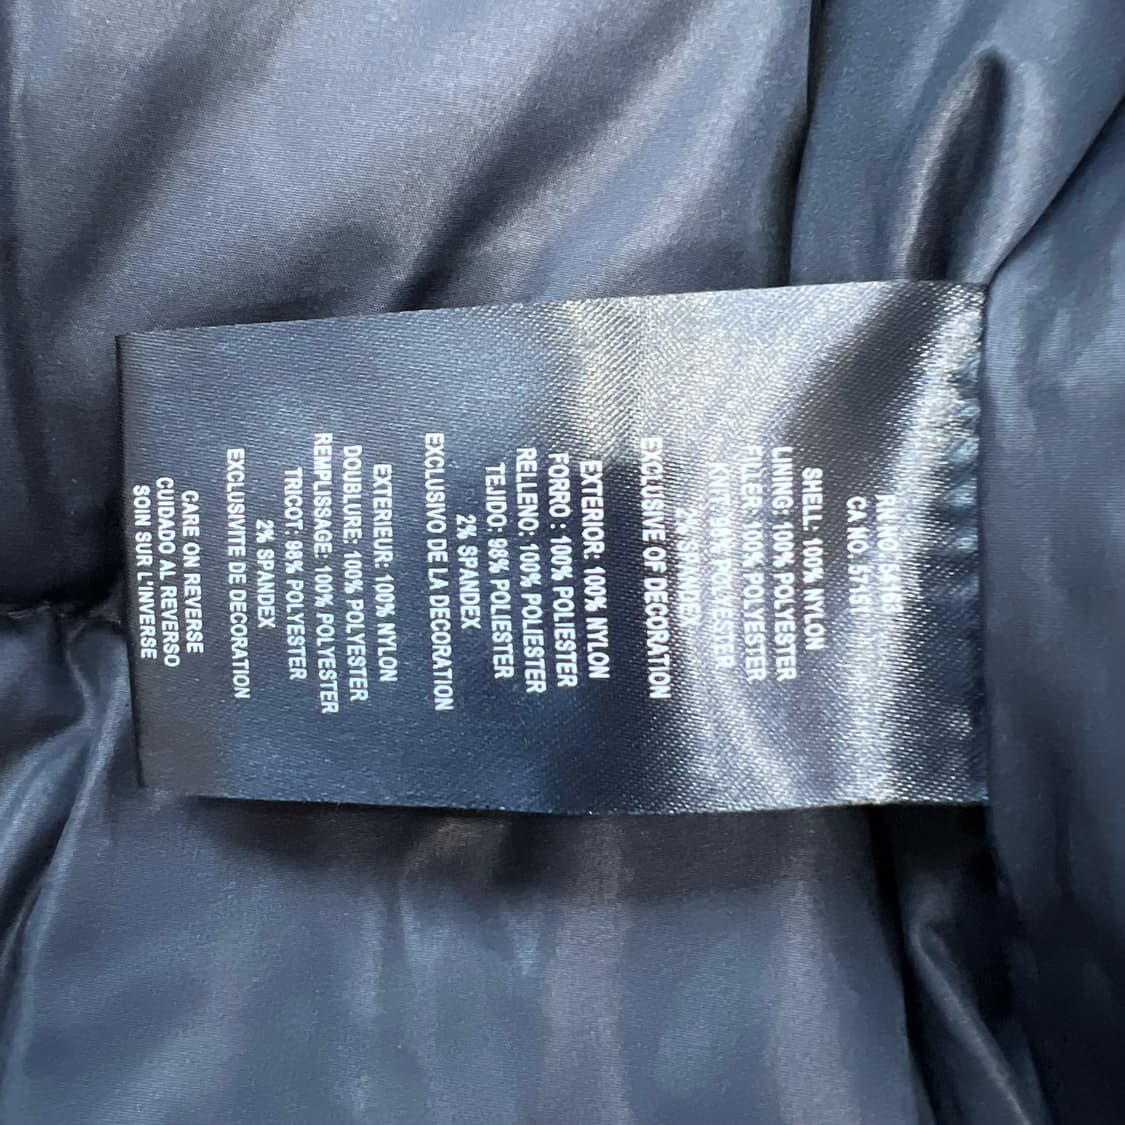 RN NO.
CA NO. 57151
SHELL: 100% NYLON
LINING: 100% POLYESTER
FILLER: 100% POLYESTER
KNIT: 98% POLYESTER
2% SPANDEX
EXCLUSIVE OF DECORATION
EXTERIOR: 100% NYLON
FORRO : 100% POLIESTER
RELLENO: 100% POLIESTER
TEJIDO: 98% POLIESTER
2% SPANDEX
EXCLUSIVO DE LA DECORATION
EXTERIEUR: 100% NYLON
DOUBLURE: 100% POLYESTER
REMPLISSAGE: 100% POLYESTER
TRICOT: 98% POLYESTER
2% SPANDEX
EXCLUSIVITE DE DECORATION
CARE ON REVERSE
CUIDADO AL REVERSO
SOIN SUR L'INVERSE